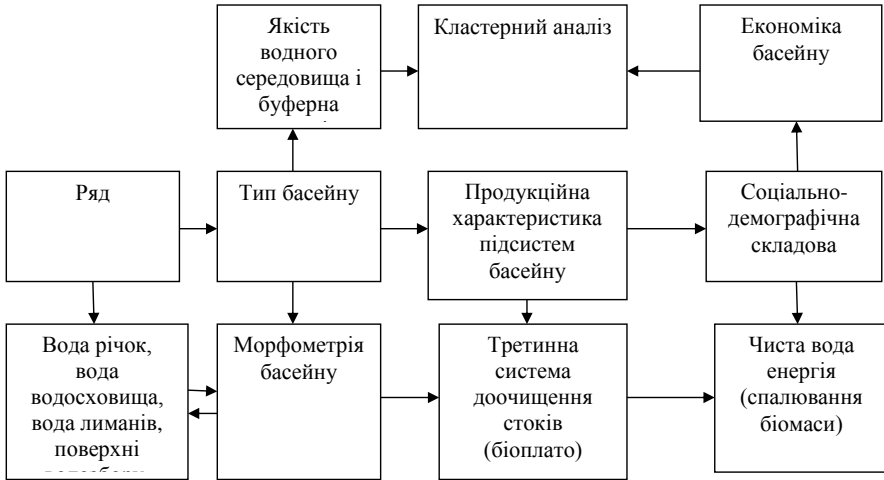 Якість
водного
середовища і
буферна
Кластерний аналіз
Економіка
басейну
Ряд
Тип басейну
Продукційна
характеристика
підсистем
басейну
Соціально-
демографічна
складова
Вода річок,
вода
водосховища,
вода лиманів,
поверхні
Морфометрія
басейну
Третинна
система
доочищення
стоків
(біоплато)
Чиста вода
енергія
(спалювання
біомаси)